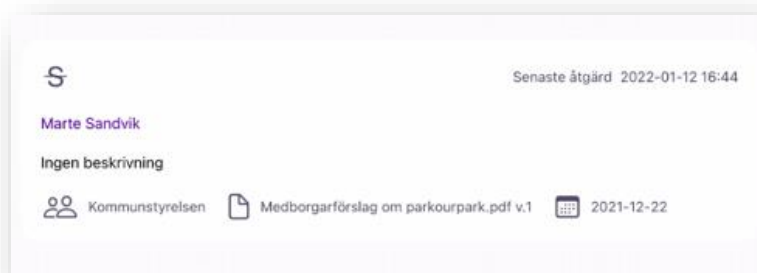 Senaste åtgärd 2022-01-12 16:44
Marte Sandvik
Ingen beskrivning
Kommunstyrelsen Medborgarförslag om parkourpark.pdf v.1 2021-12-22